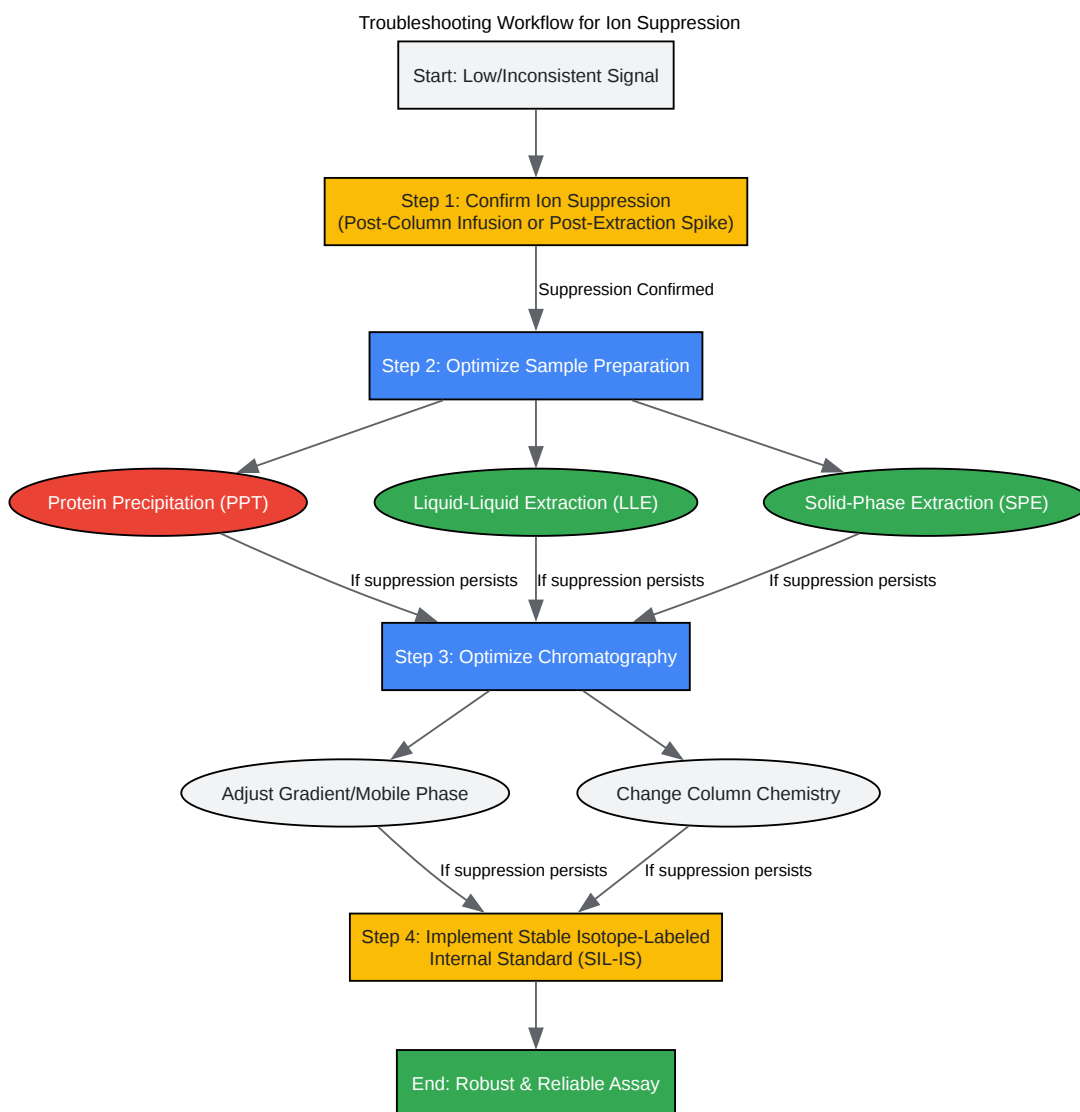 Troubleshooting Workflow for Ion Suppression
Start: Low/Inconsistent Signal
Step 1: Confirm Ion Suppression
(Post-Column Infusion or Post-Extraction Spike)
Suppression Confirmed
Step 2: Optimize Sample Preparation
Protein Precipitation (PPT)
Liquid-Liquid Extraction (LLE)
Solid-Phase Extraction (SPE)
If suppression persists
If suppression persists
If suppression persists
Step 3: Optimize Chromatography
Adjust Gradient/Mobile Phase
Change Column Chemistry
If suppression persists
If suppression persists
Step 4: Implement Stable Isotope-Labeled
Internal Standard (SIL-IS)
End: Robust & Reliable Assay